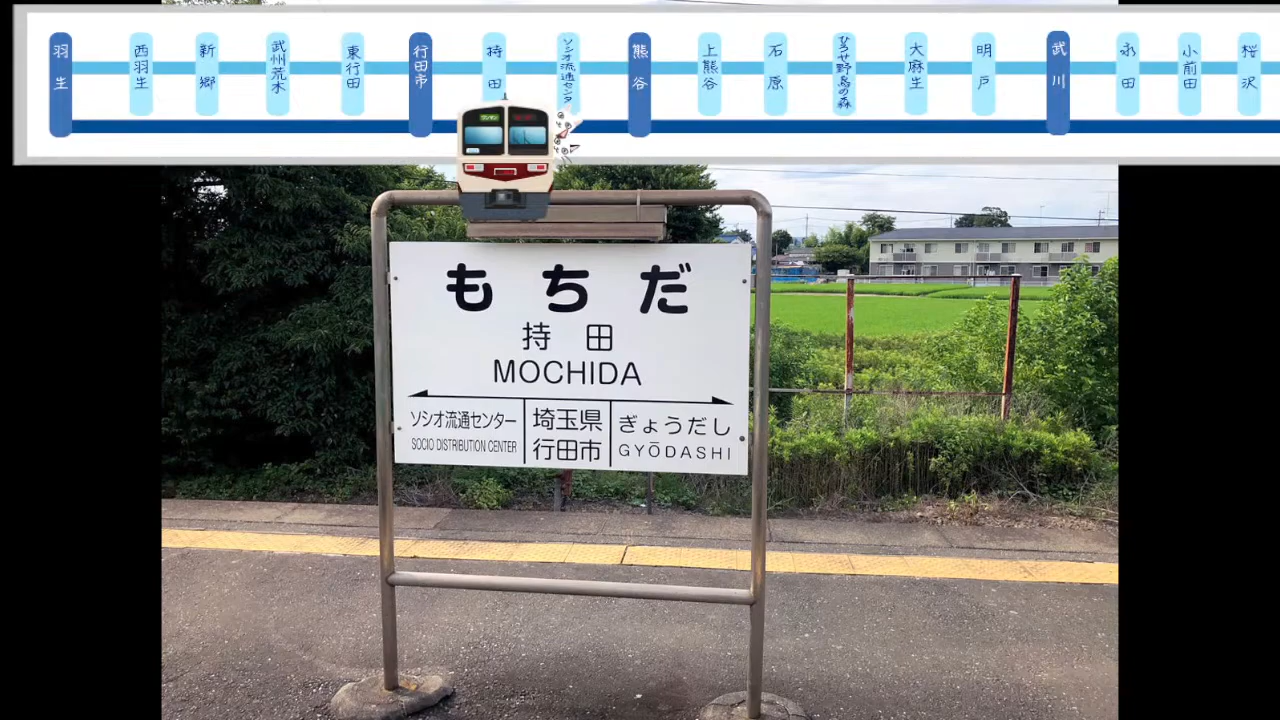 羽生
西羽生
新郷
武州荒木
東行田
行田市
持田
ソシオ流通センタ
熊谷
上熊谷
石原
ひろせ野鳥の森
大麻生
明戸
武川
永田
小前田
桜沢
もちだ
持田
MOCHIDA
ソシオ流通センター
SOCIO DISTRIBUTION CENTER
埼玉県
行田市
ぎょうだし
GYŌDASHI